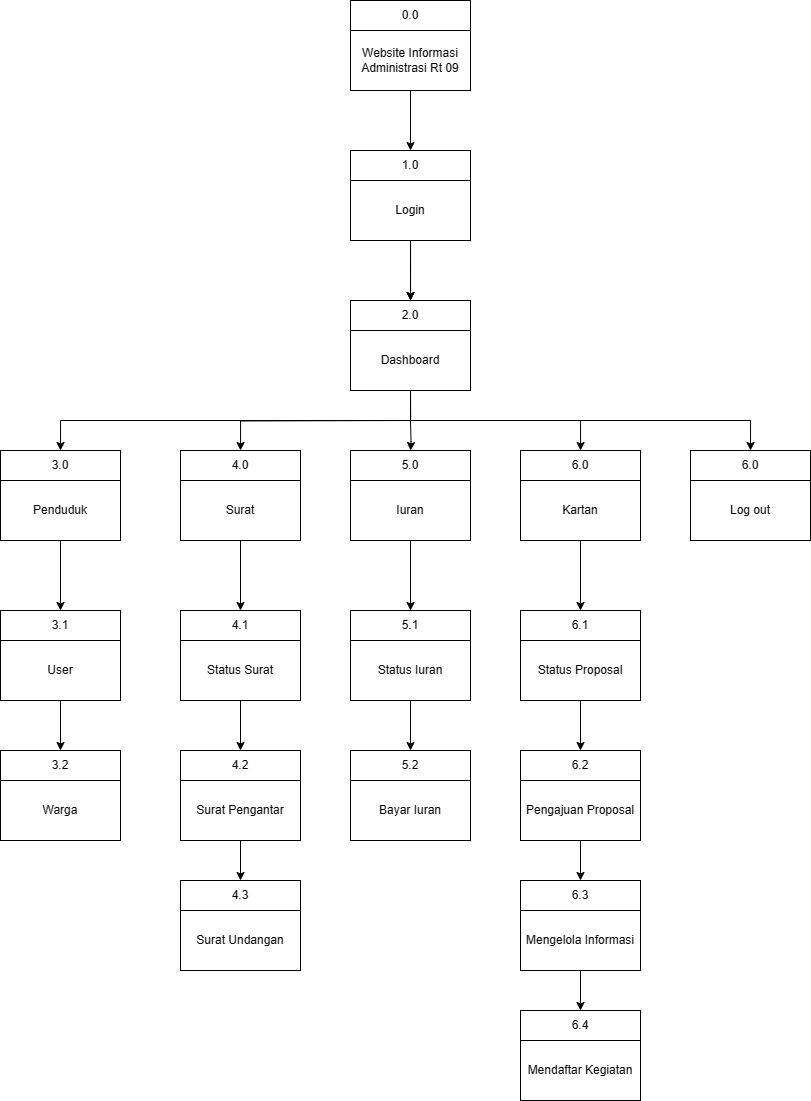 0.0
Website Informasi
Administrasi Rt 09
1.0
Login
2.0
Dashboard
3.0
Penduduk
4.0
Surat
5.0
Iuran
6.0
Kartan
6.0
Log out
3.1
User
4.1
Status Surat
5.1
Status Iuran
6.1
Status Proposal
3.2
Warga
4.2
Surat Pengantar
5.2
Bayar Iuran
6.2
Pengajuan Proposal
4.3
Surat Undangan
6.3
Mengelola Informasi
6.4
Mendaftar Kegiatan